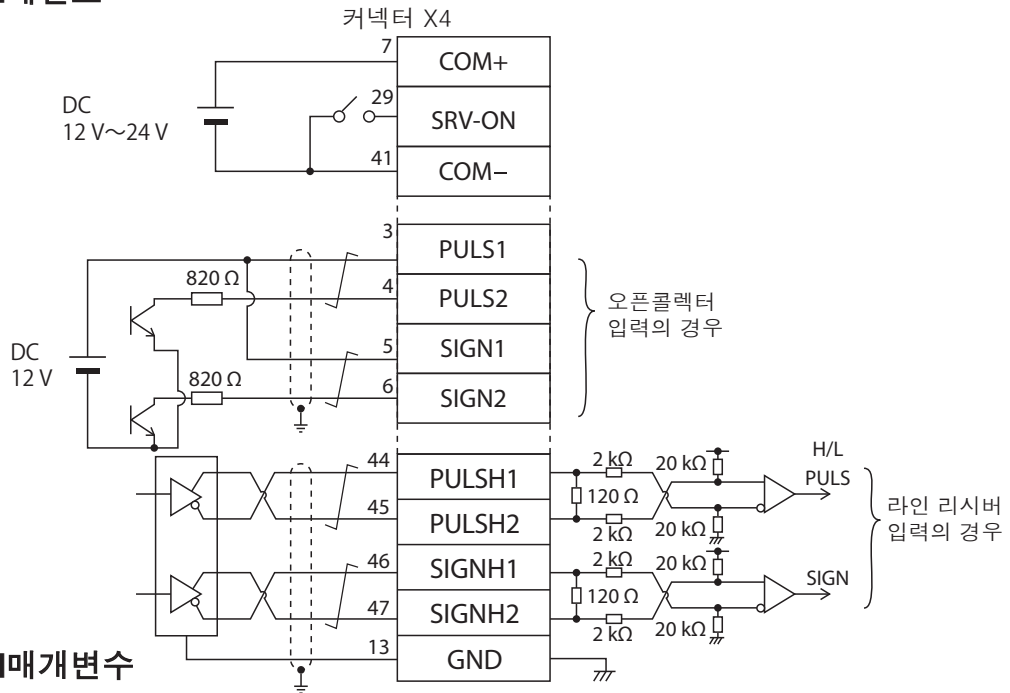 커넥터 X4
7
COM+
DC
12 V～24 V
29
SRV-ON
41
COM−
3
PULS1
820 Ω
4
PULS2
오픈콜렉터
입력의 경우
DC
12 V
5
SIGN1
820 Ω
6
SIGN2
44
PULSH1
2 kΩ
20 kΩ
H/L
PULS
120 Ω
45
PULSH2
2 kΩ
20 kΩ
라인 리시버
입력의 경우
46
SIGNH1
2 kΩ
20 kΩ
SIGN
120 Ω
47
SIGNH2
2 kΩ
20 kΩ
13
GND
매개변수